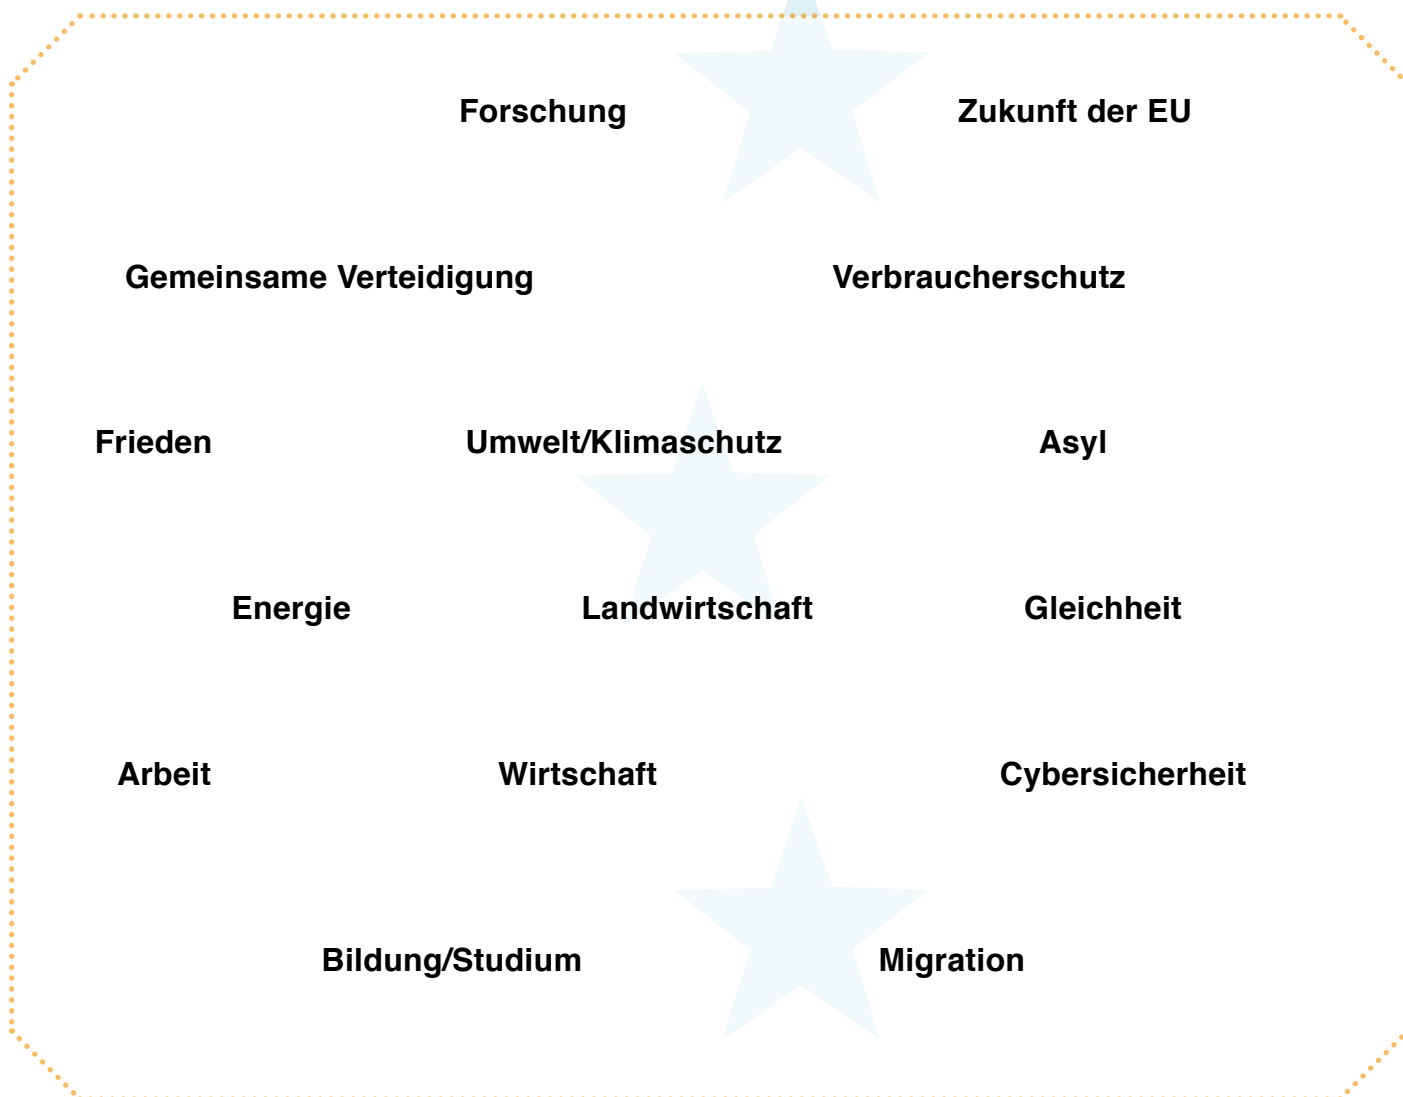 Forschung Zukunft der EU
Gemeinsame Verteidigung Verbraucherschutz
Frieden Umwelt/Klimaschutz Asyl
Energie Landwirtschaft Gleichheit
Arbeit Wirtschaft Cybersicherheit
Bildung/Studium Migration